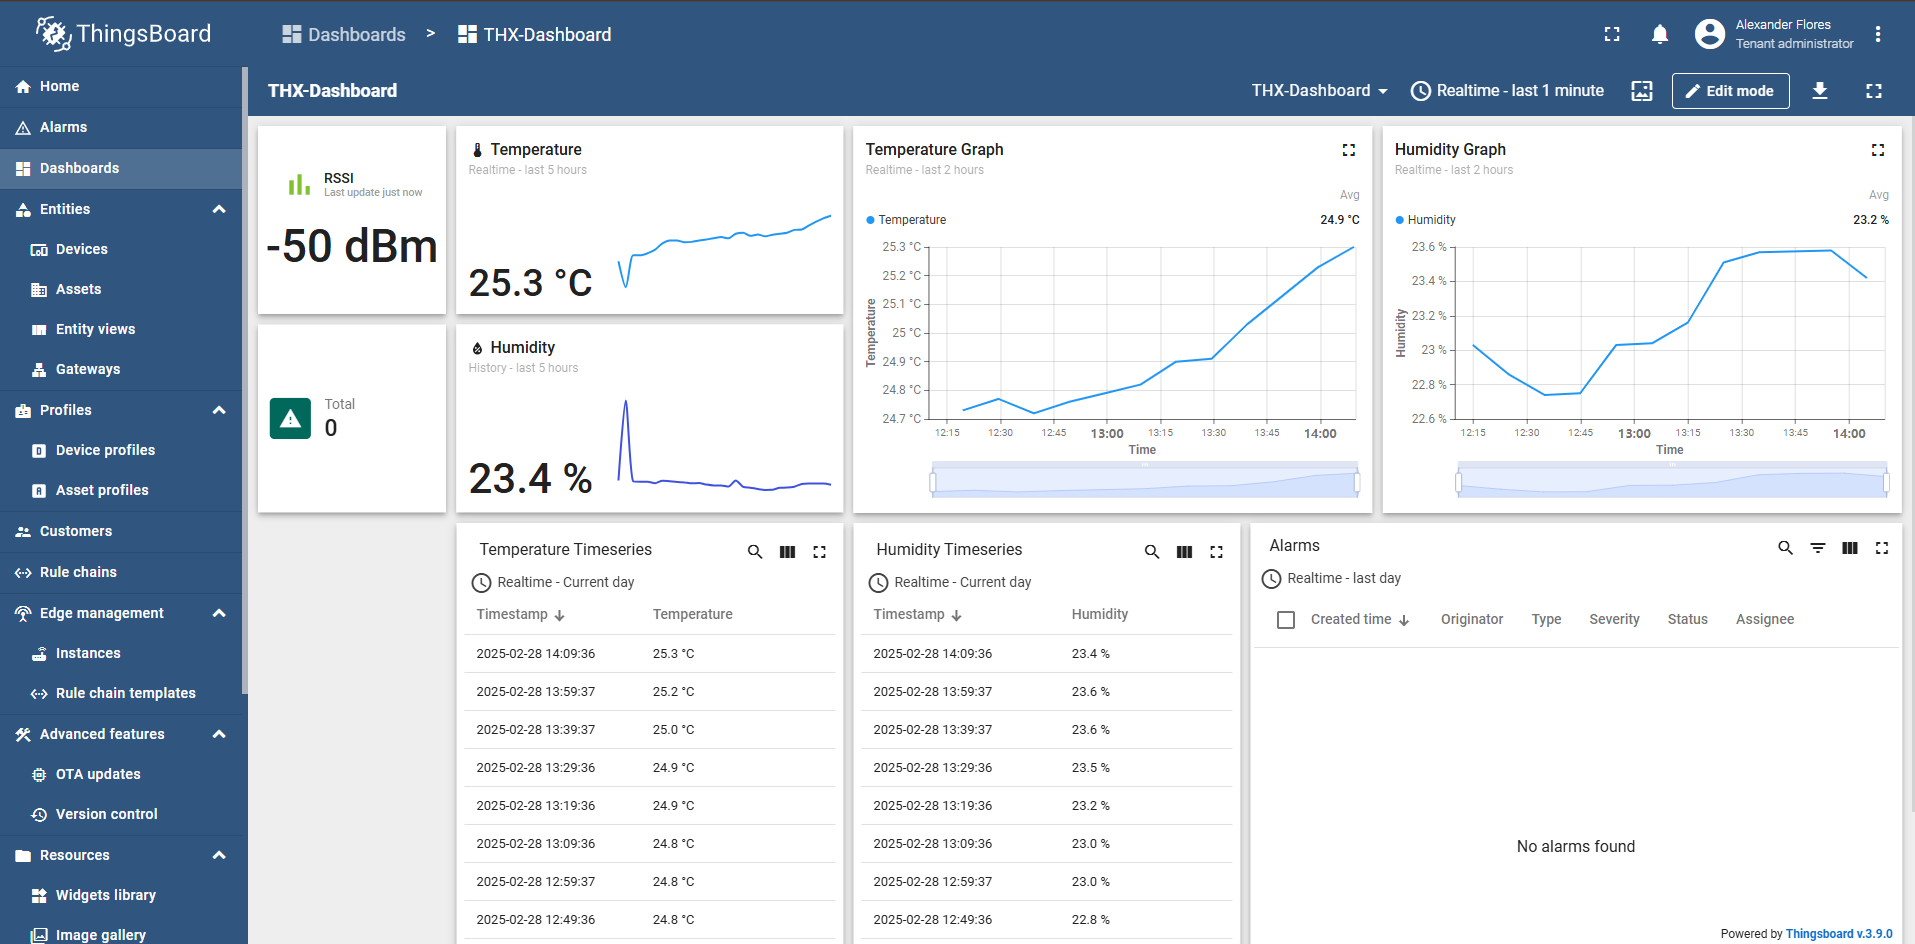 ThingsBoard
Dashboards > THX-Dashboard
Alexander Flores
Tenant administrator
Home
Alarms
Dashboards
Entities
Devices
Assets
Entity views
Gateways
Profiles
Device profiles
Asset profiles
Customers
Rule chains
Edge management
Instances
Rule chain templates
Advanced features
OTA updates
Version control
Resources
Widgets library
Image gallery
THX-Dashboard
THX-Dashboard
Realtime - last 1 minute
Edit mode
RSSI
Last update just now
-50 dBm
Total
0
Temperature
Realtime - last 5 hours
25.3 °C
Humidity
History - last 5 hours
23.4 %
Temperature Graph
Realtime - last 2 hours
Avg
Temperature 24.9 °C
25.3 °C
25.2 °C
25.1 °C
25 °C
24.9 °C
24.8 °C
24.7 °C
Temperature
12:15 12:30 12:45 13:00 13:15 13:30 13:45 14:00
Time
Humidity Graph
Realtime - last 2 hours
Avg
Humidity 23.2 %
23.6 %
23.4 %
23.2 %
23 %
22.8 %
22.6 %
Humidity
12:15 12:30 12:45 13:00 13:15 13:30 13:45 14:00
Time
Temperature Timeseries
Realtime - Current day
Timestamp Temperature
2025-02-28 14:09:36 25.3 °C
2025-02-28 13:59:37 25.2 °C
2025-02-28 13:39:37 25.0 °C
2025-02-28 13:29:36 24.9 °C
2025-02-28 13:19:36 24.9 °C
2025-02-28 13:09:36 24.8 °C
2025-02-28 12:59:37 24.8 °C
2025-02-28 12:49:36 24.8 °C
Humidity Timeseries
Realtime - Current day
Timestamp Humidity
2025-02-28 14:09:36 23.4 %
2025-02-28 13:59:37 23.6 %
2025-02-28 13:39:37 23.6 %
2025-02-28 13:29:36 23.5 %
2025-02-28 13:19:36 23.2 %
2025-02-28 13:09:36 23.0 %
2025-02-28 12:59:37 23.0 %
2025-02-28 12:49:36 22.8 %
Alarms
Realtime - last day
Created time Originator Type Severity Status Assignee
No alarms found
Powered by Thingsboard v.3.9.0